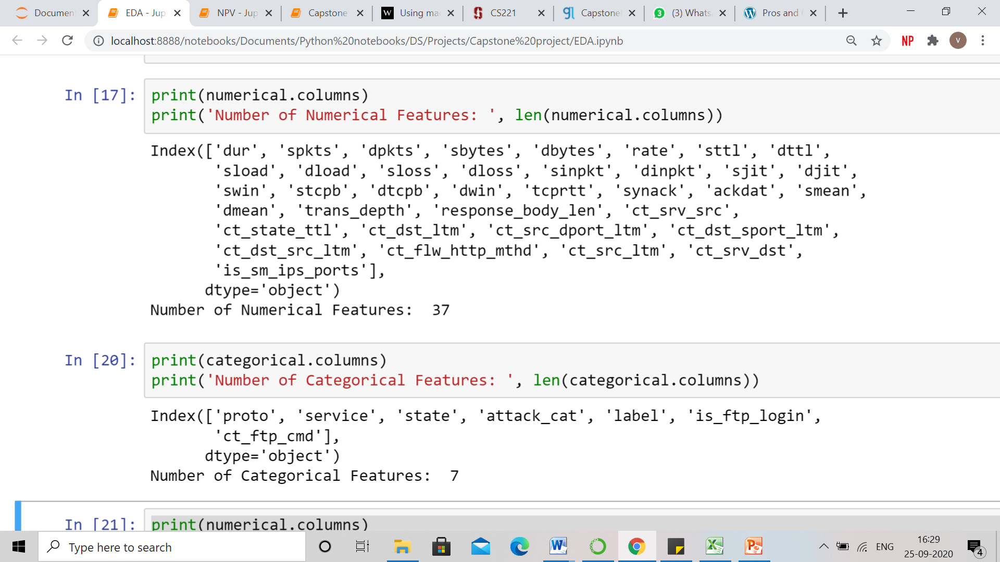 Documen
EDA - Jup
NPV - Jup
Capstone
W
Using ma
CS221
gl
Capstone
3
(3) Whats
Pros and
localhost:8888/notebooks/Documents/Python%20notebooks/DS/Projects/Capstone%20project/EDA.ipynb
NP
V
In [17]:
print(numerical.columns)
print('Number of Numerical Features: ', len(numerical.columns))
Index(['dur', 'spkts', 'dpkts', 'sbytes', 'dbytes', 'rate', 'sttl', 'dttl',
'sload', 'dload', 'sloss', 'dloss', 'sinpkt', 'dinpkt', 'sjit', 'djit',
'swin', 'stcpb', 'dtcpb', 'dwin', 'tcprtt', 'synack', 'ackdat', 'smean',
'dmean', 'trans_depth', 'response_body_len', 'ct_srv_src',
'ct_state_ttl', 'ct_dst_ltm', 'ct_src_dport_ltm', 'ct_dst_sport_ltm',
'ct_dst_src_ltm', 'ct_flw_http_mthd', 'ct_src_ltm', 'ct_srv_dst',
'is_sm_ips_ports'],
dtype='object')
Number of Numerical Features:  37
In [20]:
print(categorical.columns)
print('Number of Categorical Features: ', len(categorical.columns))
Index(['proto', 'service', 'state', 'attack_cat', 'label', 'is_ftp_login',
'ct_ftp_cmd'],
dtype='object')
Number of Categorical Features:  7
In [21]:
print(numerical.columns)
Type here to search
ENG
16:29
25-09-2020
4